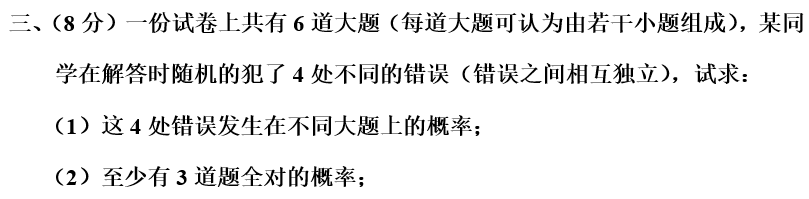 三、（8 分）一份试卷上共有 6 道大题（每道大题可认为由若干小题组成），某同
学在解答时随机的犯了 4 处不同的错误（错误之间相互独立），试求：
（1）这 4 处错误发生在不同大题上的概率；
（2）至少有 3 道题全对的概率；